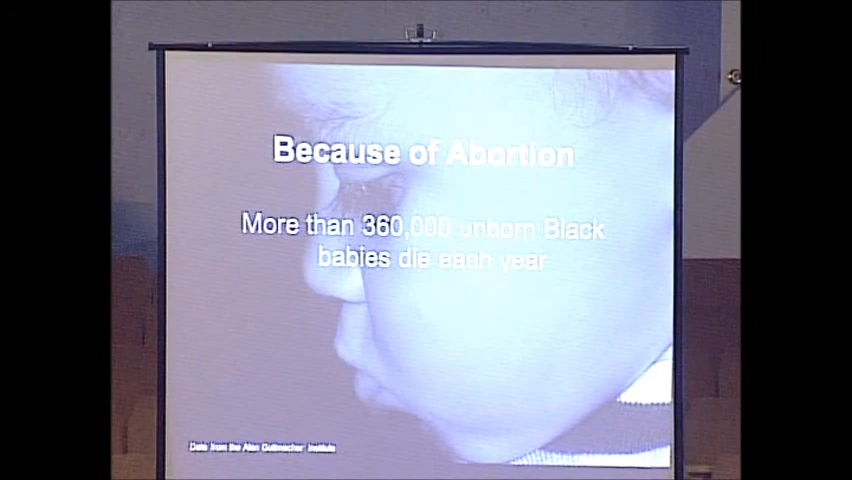 Because of Abortion
More than 360,000 unborn Black
babies die each year
Data from the Alan Guttmacher Institute